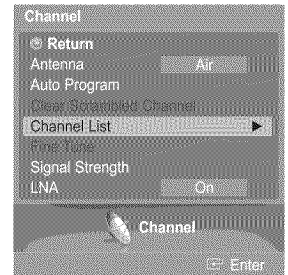 Channel
Return
Antenna Air
Auto Program
Clear Scrambled Channel
Channel List ▶
Fine Tune
Signal Strength
LNA On
Channel
Enter